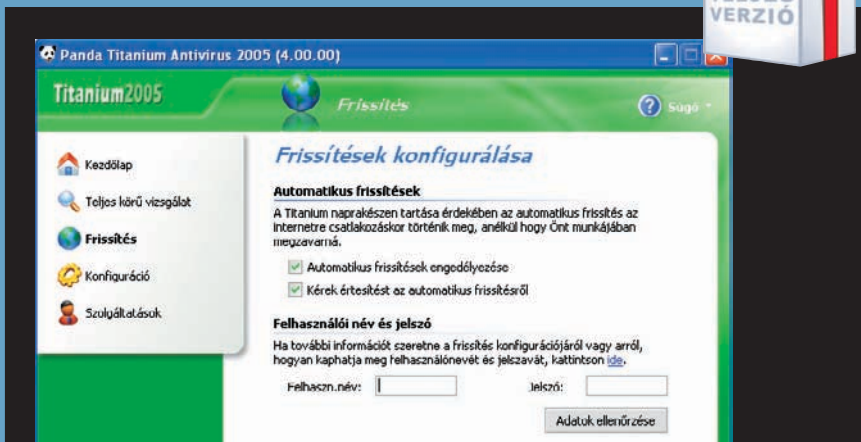 VERZIÓ
Panda Titanium Antivirus 2005 (4.00.00)
Titanium2005
Frissítés
Súgó
Kezdőlap
Teljes körű vizsgálat
Frissítés
Konfiguráció
Szolgáltatások
Frissítések konfigurálása
Automatikus frissítések
A Titanium naprakészen tartása érdekében az automatikus frissítés az
internetre csatlakozáskor történik meg, anélkül hogy Önt munkájában
megzavarná.
Automatikus frissítések engedélyezése
Kérek értesítést az automatikus frissítésről
Felhasználói név és jelszó
Ha további információt szeretne a frissítés konfigurációjáról vagy arról,
hogyan kaphatja meg felhasználónevét és jelszavát, kattintson ide.
Felhaszn.név:
Jelszó:
Adatok ellenőrzése